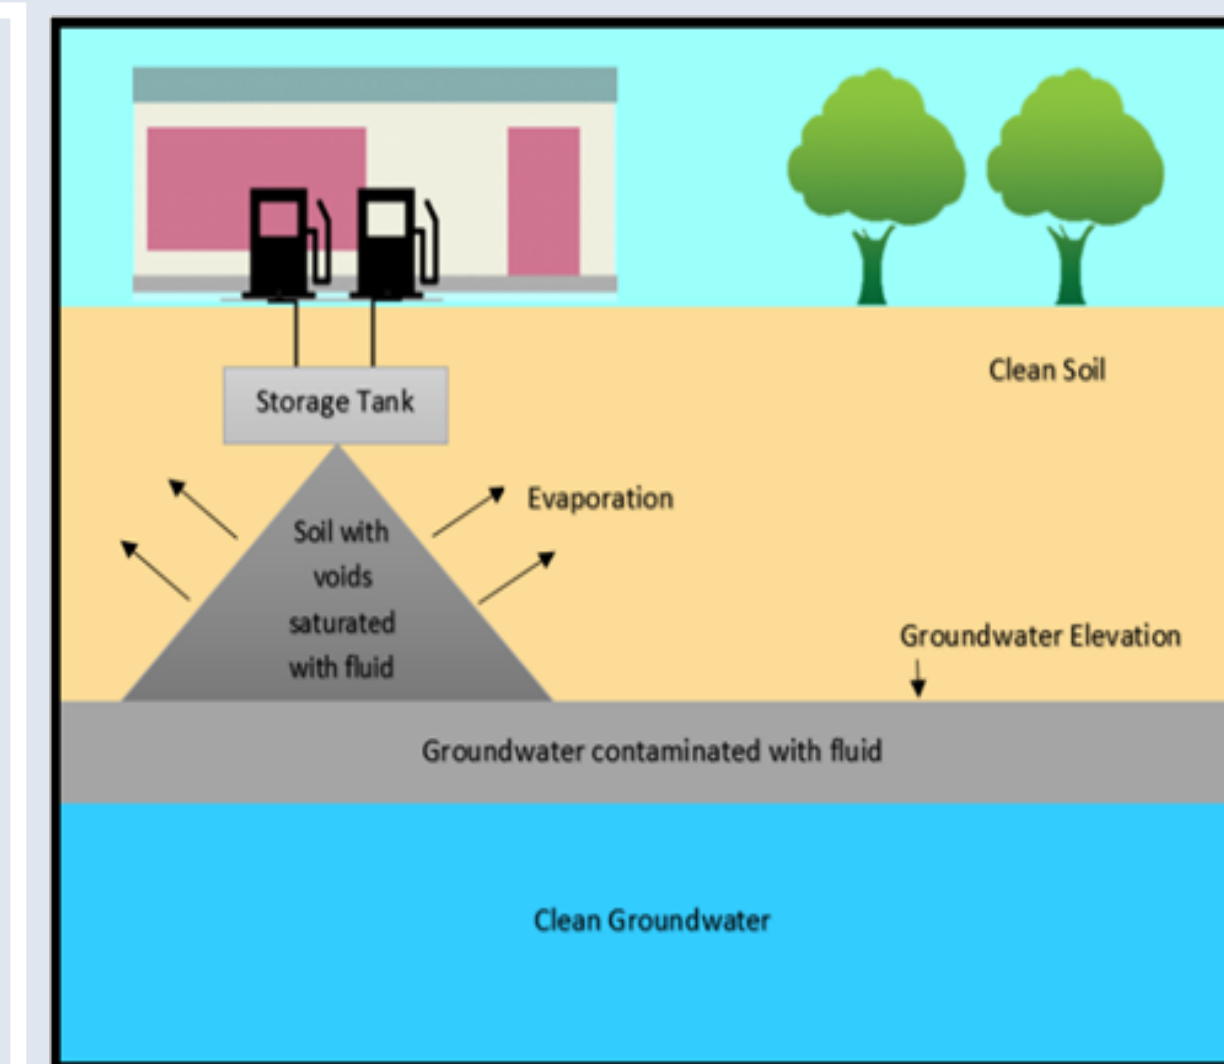 Clean Soil
Storage Tank
Evaporation
Soil with
voids
saturated
with fluid
Groundwater Elevation
Groundwater contaminated with fluid
Clean Groundwater